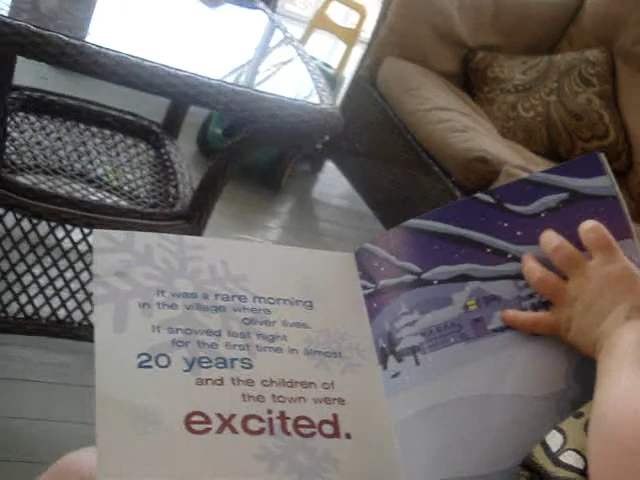 It was a rare morning
in the village where
Oliver lives.
It snowed last night
for the first time in almost
20 years
and the children of
the town were
excited.